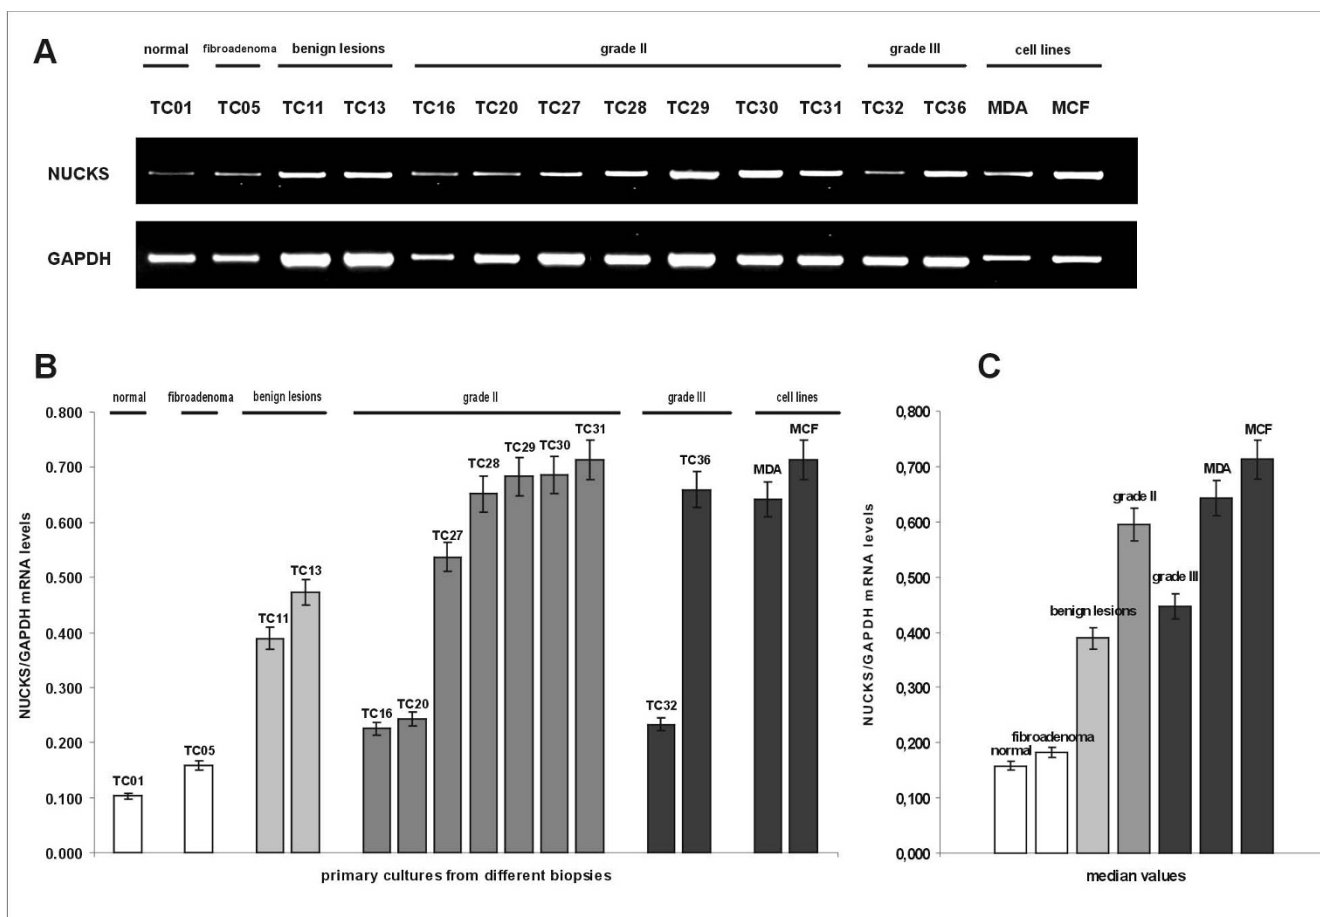 A
normal fibroadenoma benign lesions grade II grade III cell lines
TC01 TC05 TC11 TC13 TC16 TC20 TC27 TC28 TC29 TC30 TC31 TC32 TC36 MDA MCF
NUCKS
GAPDH
B
normal fibroadenoma benign lesions grade II grade III cell lines
NUCKS/GAPDH mRNA levels
0.800
0.700
0.600
0.500
0.400
0.300
0.200
0.100
0.000
TC01
TC05
TC11
TC13
TC16
TC20
TC27
TC28
TC29
TC30
TC31
TC32
TC36
MDA
MCF
primary cultures from different biopsies
C
NUCKS/GAPDH mRNA levels
0,800
0,700
0,600
0,500
0,400
0,300
0,200
0,100
0,000
normal
fibroadenoma
benign lesions
grade II
grade III
MDA
MCF
median values